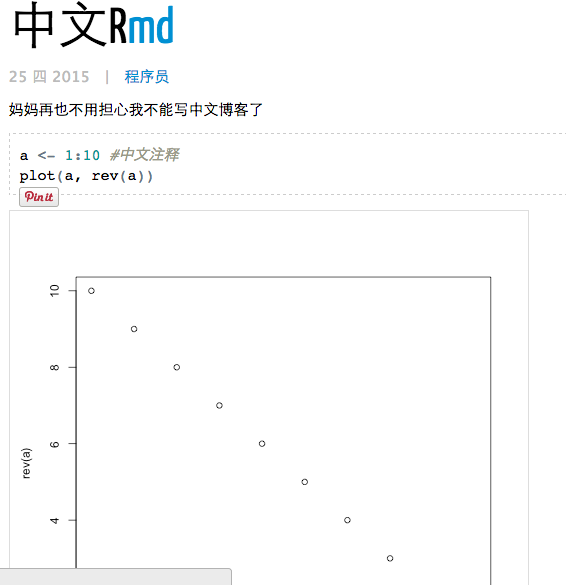 中文Rmd
25 四 2015 | 程序员
妈妈再也不用担心我不能写中文博客了
a <- 1:10 #中文注释
plot(a, rev(a))
Pin it
10
8
6
rev(a)
4